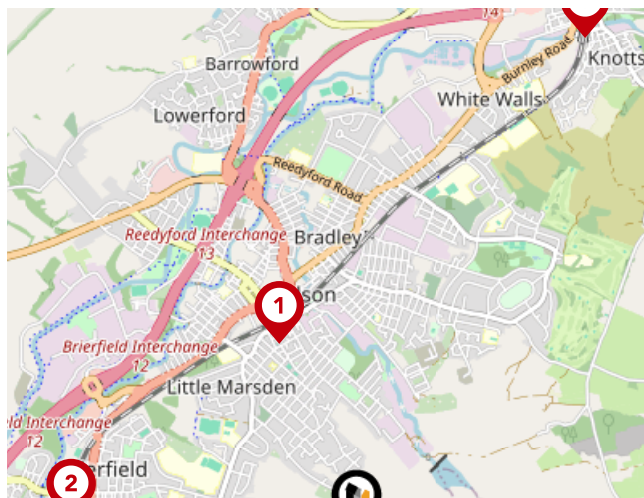 14
Knotts
Burnley Road
Barrowford
White Walls
Lowerford
Reedyford Road
Reedyford Interchange
13
Bradley
1
lson
Brierfield Interchange
12
Little Marsden
ld Interchange
12
2
erfield